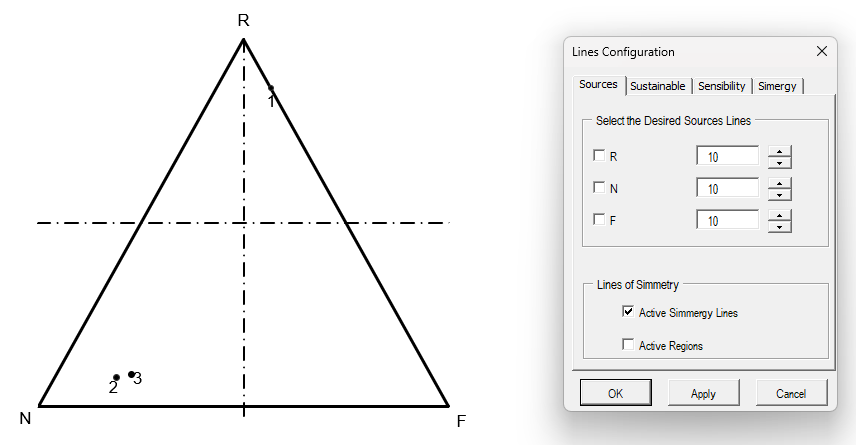 R
1
2
3
N
F
Lines Configuration
Sources
Sustainable
Sensibility
Simergy
Select the Desired Sources Lines
R
10
N
10
F
10
Lines of Simmetry
Active Simmergy Lines
Active Regions
OK
Apply
Cancel